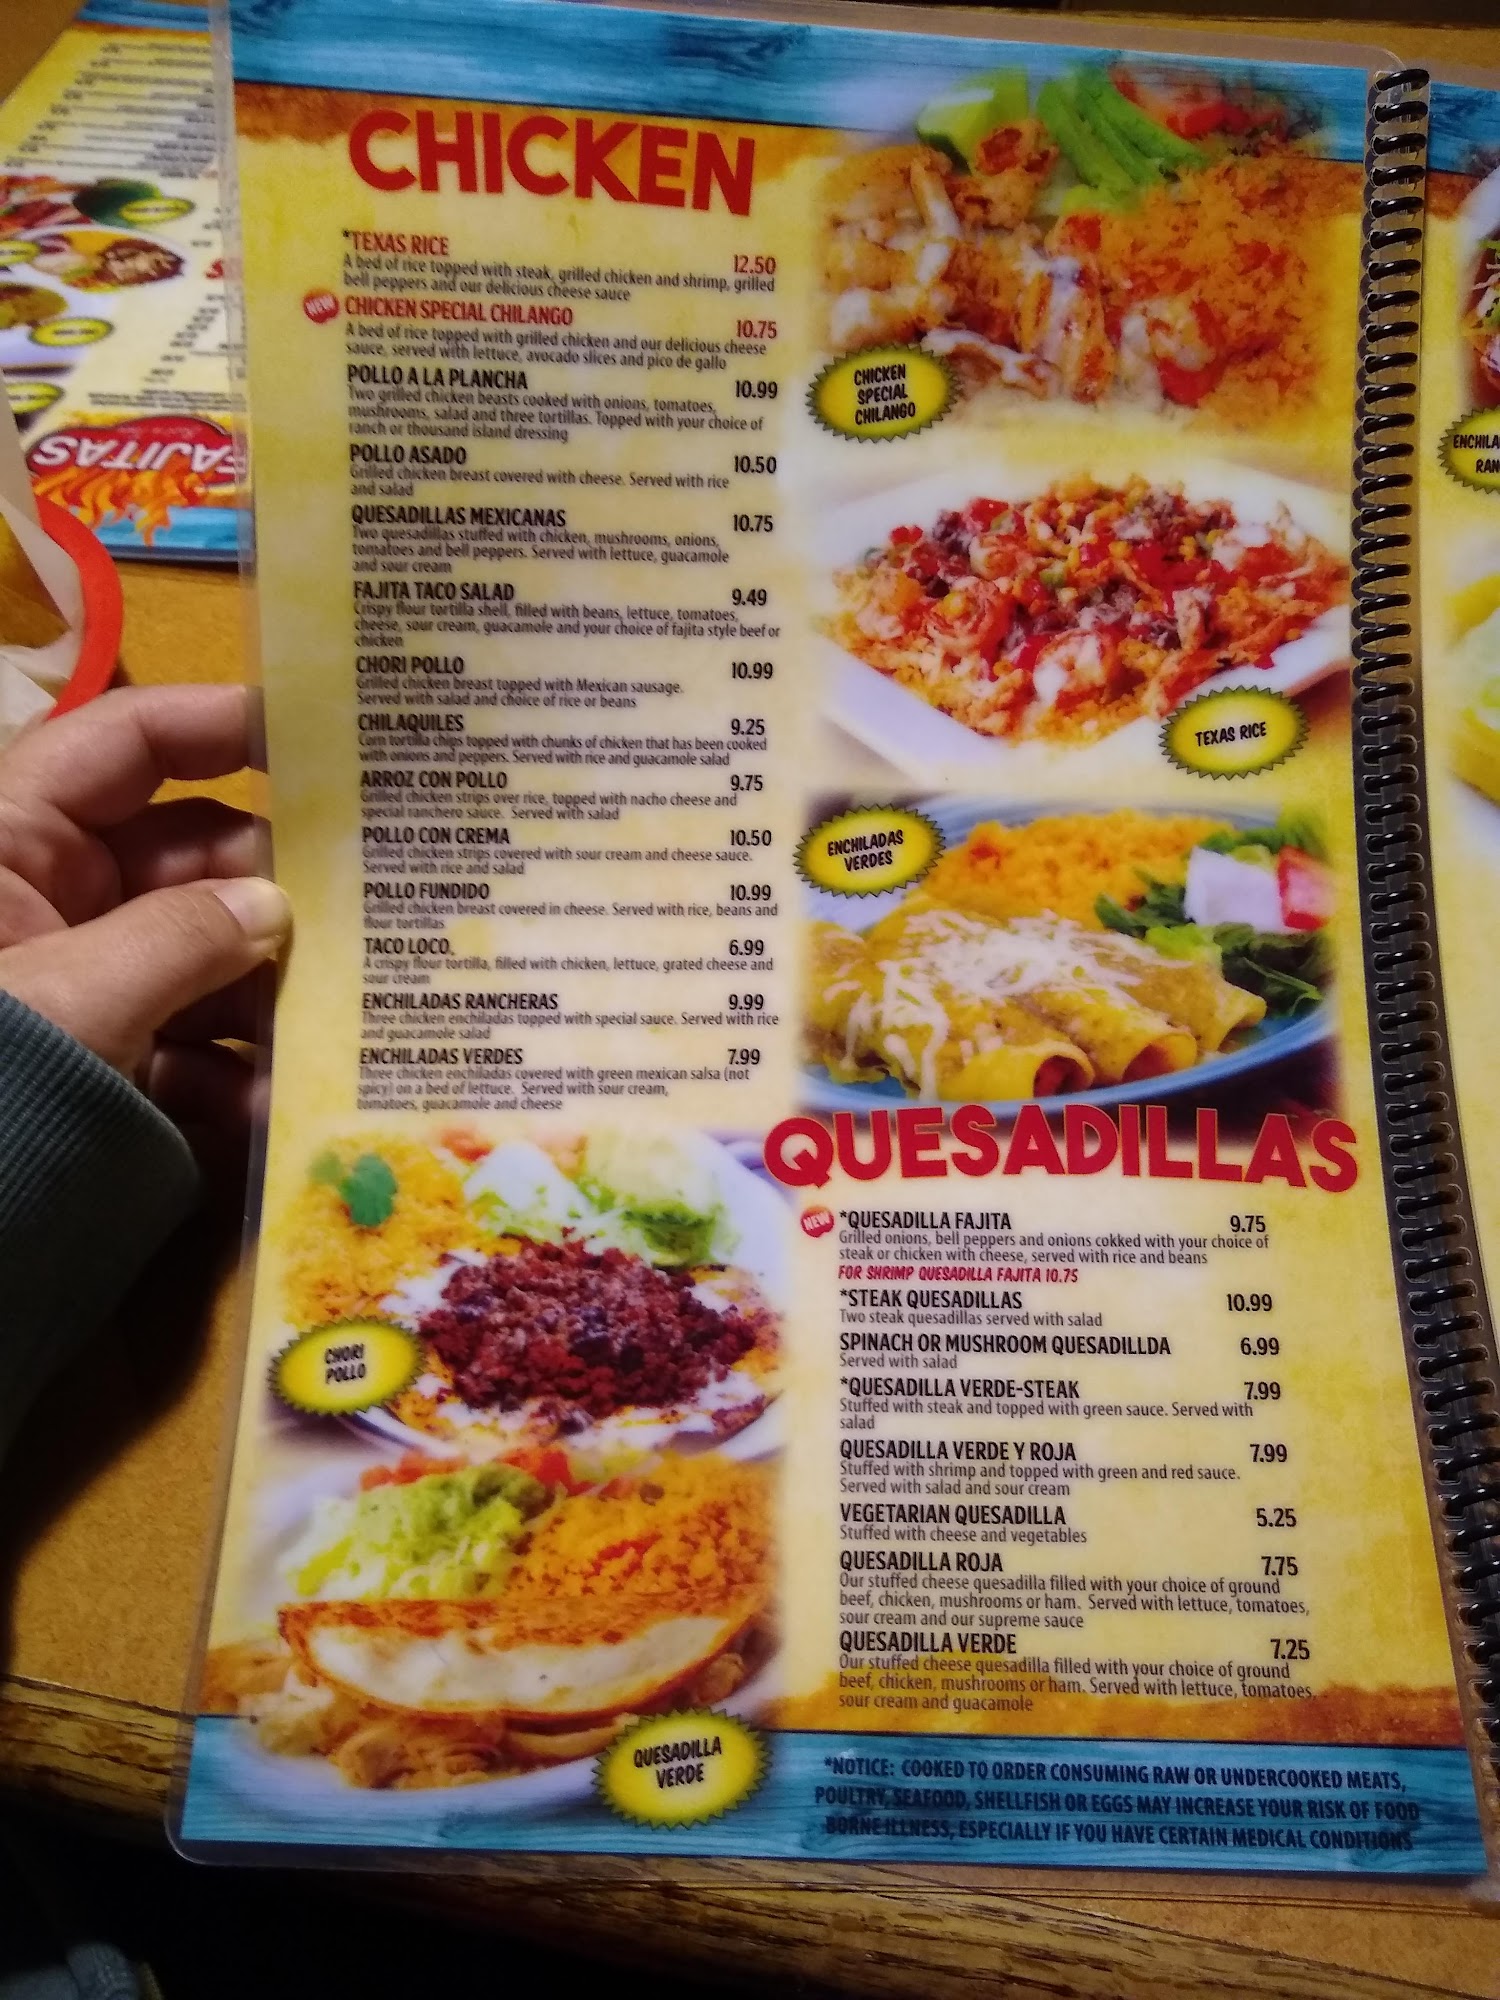 CHICKEN
*TEXAS RICE 12.50
A bed of rice topped with steak, grilled chicken and shrimp, grilled
bell peppers and our delicious cheese sauce
NEW CHICKEN SPECIAL CHILANGO 10.75
A bed of rice topped with grilled chicken and our delicious cheese
sauce, served with lettuce, avocado slices and pico de gallo
POLLO A LA PLANCHA 10.99
Two grilled chicken beasts cooked with onions, tomatoes,
mushrooms, salad and three tortillas. Topped with your choice of
ranch or thousand island dressing
POLLO ASADO 10.50
Grilled chicken breast covered with cheese. Served with rice
and salad
QUESADILLAS MEXICANAS 10.75
Two quesadillas stuffed with chicken, mushrooms, onions,
tomatoes and bell peppers. Served with lettuce, guacamole
and sour cream
FAJITA TACO SALAD 9.49
Crispy flour tortilla shell, filled with beans, lettuce, tomatoes,
cheese, sour cream, guacamole and your choice of fajita style beef or
chicken
CHORI POLLO 10.99
Grilled chicken breast topped with Mexican sausage.
Served with salad and choice of rice or beans
CHILAQUILES 9.25
Corn tortilla chips topped with chunks of chicken that has been cooked
with onions and peppers. Served with rice and guacamole salad
ARROZ CON POLLO 9.75
Grilled chicken strips over rice, topped with nacho cheese and
special ranchero sauce. Served with salad
POLLO CON CREMA 10.50
Grilled chicken strips covered with sour cream and cheese sauce.
Served with rice and salad
POLLO FUNDIDO 10.99
Grilled chicken breast covered in cheese. Served with rice, beans and
flour tortillas
TACO LOCO. 6.99
A crispy flour tortilla, filled with chicken, lettuce, grated cheese and
sour cream
ENCHILADAS RANCHERAS 9.99
Three chicken enchiladas topped with special sauce. Served with rice
and guacamole salad
ENCHILADAS VERDES 7.99
Three chicken enchiladas covered with green mexican salsa (not
spicy) on a bed of lettuce. Served with sour cream,
tomatoes, guacamole and cheese
CHICKEN
SPECIAL
CHILANGO
TEXAS RICE
ENCHILADAS
VERDES
CHORI
POLLO
QUESADILLA
VERDE
QUESADILLAS
NEW *QUESADILLA FAJITA 9.75
Grilled onions, bell peppers and onions cokked with your choice of
steak or chicken with cheese, served with rice and beans
FOR SHRIMP QUESADILLA FAJITA 10.75
*STEAK QUESADILLAS 10.99
Two steak quesadillas served with salad
SPINACH OR MUSHROOM QUESADILLDA 6.99
Served with salad
*QUESADILLA VERDE-STEAK 7.99
Stuffed with steak and topped with green sauce. Served with
salad
QUESADILLA VERDE Y ROJA 7.99
Stuffed with shrimp and topped with green and red sauce.
Served with salad and sour cream
VEGETARIAN QUESADILLA 5.25
Stuffed with cheese and vegetables
QUESADILLA ROJA 7.75
Our stuffed cheese quesadilla filled with your choice of ground
beef, chicken, mushrooms or ham. Served with lettuce, tomatoes,
sour cream and our supreme sauce
QUESADILLA VERDE 7.25
Our stuffed cheese quesadilla filled with your choice of ground
beef, chicken, mushrooms or ham. Served with lettuce, tomatoes,
sour cream and guacamole
*NOTICE: COOKED TO ORDER CONSUMING RAW OR UNDERCOOKED MEATS,
POULTRY, SEAFOOD, SHELLFISH OR EGGS MAY INCREASE YOUR RISK OF FOOD
BORNE ILLNESS, ESPECIALLY IF YOU HAVE CERTAIN MEDICAL CONDITIONS
FAJITAS
ENCHILA
RAN